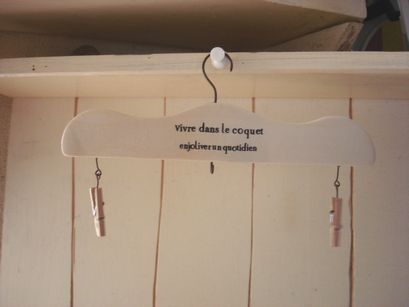 vivre dans le coquet
enjoliver un quotidien